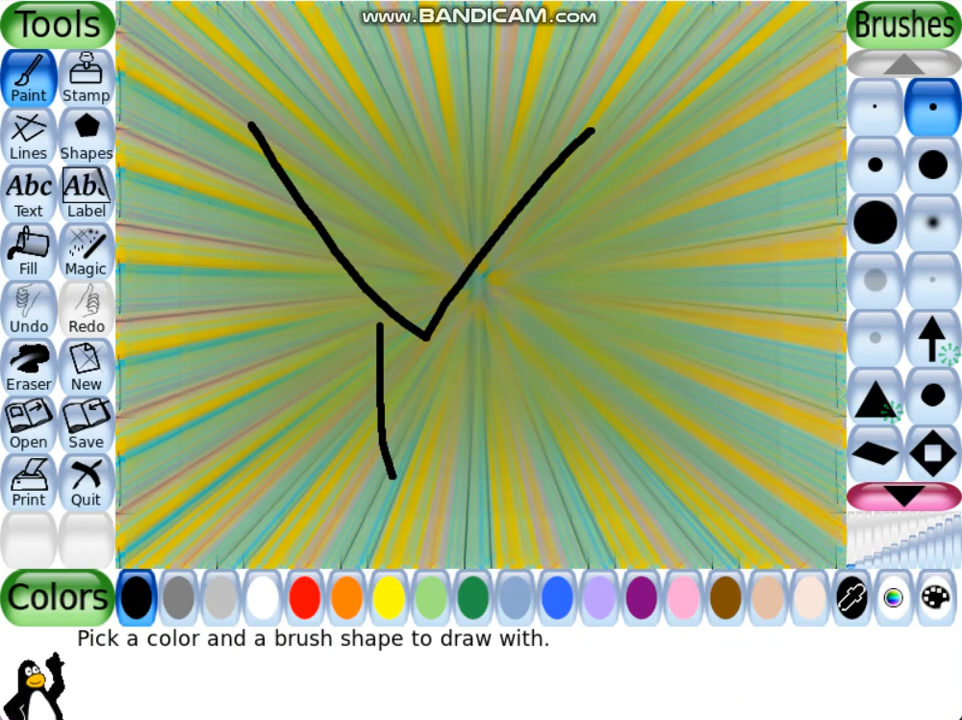 www.BANDICAM.com
Tools
Brushes
Paint
Stamp
Lines
Shapes
Abc
Abc
Text
Label
Fill
Magic
Undo
Redo
Eraser
New
Open
Save
Print
Quit
Colors
Pick a color and a brush shape to draw with.